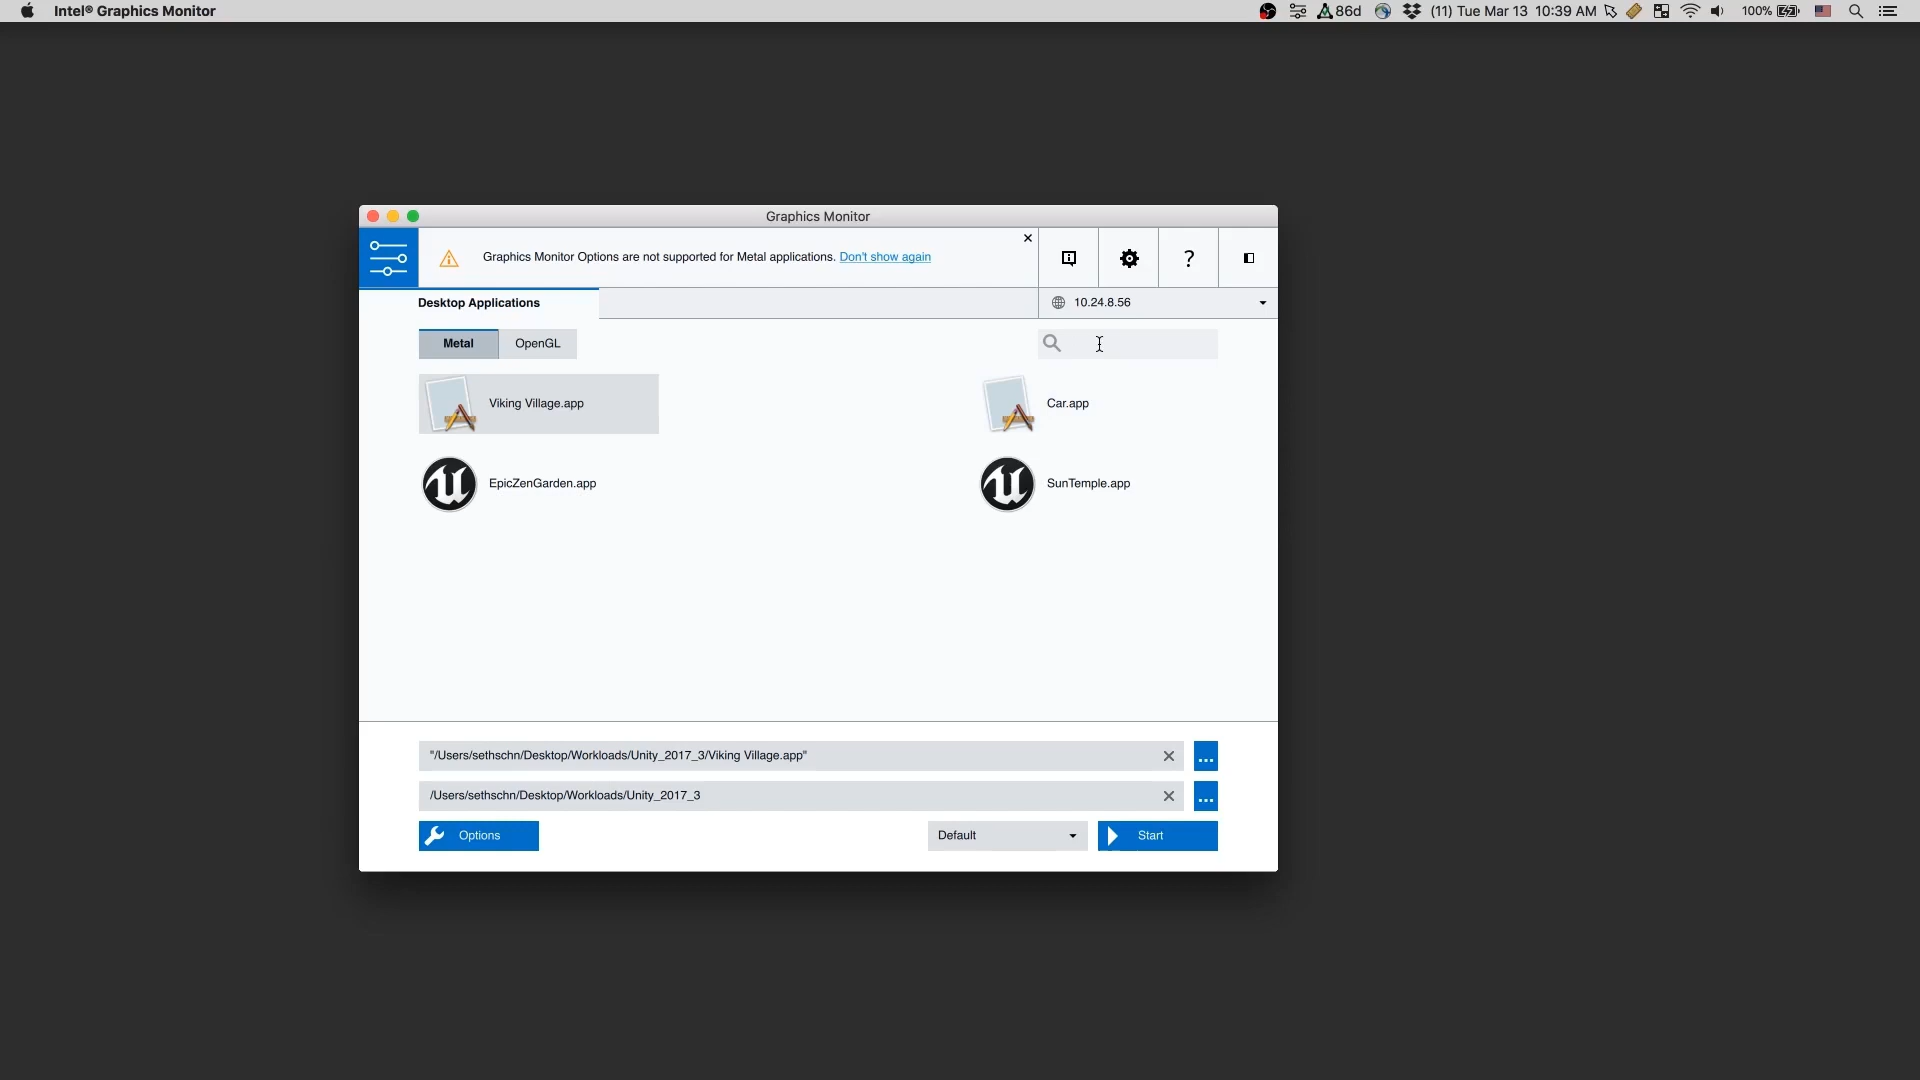 Intel® Graphics Monitor
86d
(11) Tue Mar 13 10:39 AM
100%
Graphics Monitor
Graphics Monitor Options are not supported for Metal applications. Don't show again
?
Desktop Applications
10.24.8.56
Metal
OpenGL
Viking Village.app
Car.app
EpicZenGarden.app
SunTemple.app
"/Users/sethschn/Desktop/Workloads/Unity_2017_3/Viking Village.app"
...
/Users/sethschn/Desktop/Workloads/Unity_2017_3
...
Options
Default
Start